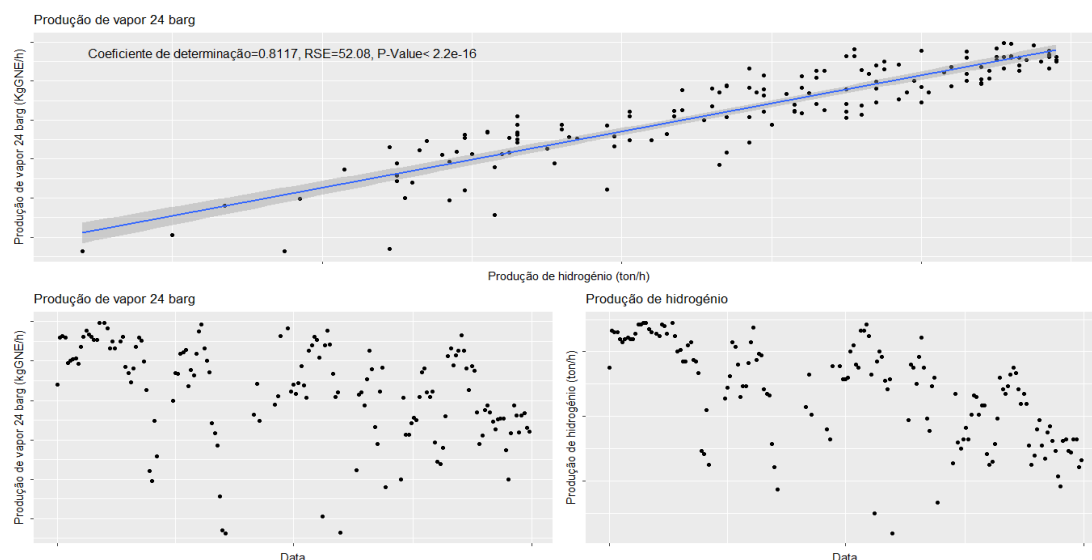 Produção de vapor 24 barg
Coeficiente de determinação=0.8117, RSE=52.08, P-Value< 2.2e-16
Produção de vapor 24 barg (KgGNE/h)
Produção de hidrogénio (ton/h)
Produção de vapor 24 barg
Produção de vapor 24 barg (kgGNE/h)
Data
Produção de hidrogénio
Produção de hidrogénio (ton/h)
Data